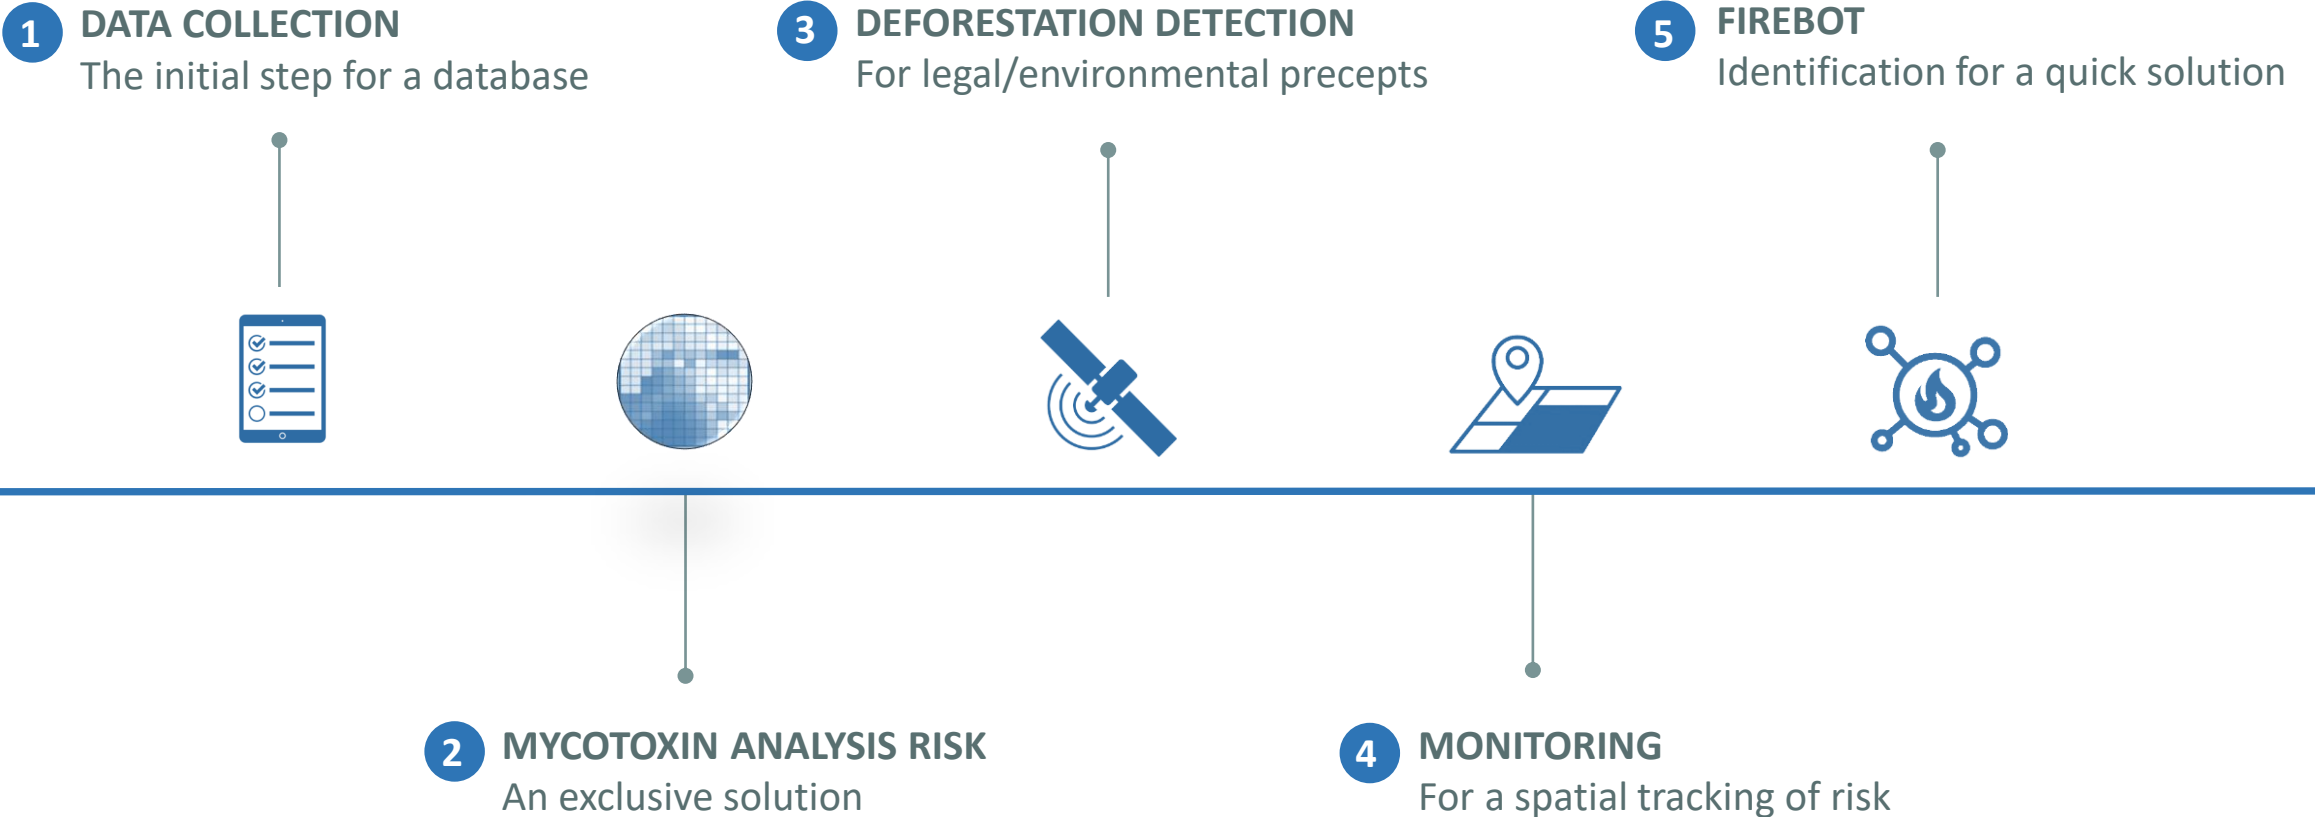 1
DATA COLLECTION
The initial step for a database
3
DEFORESTATION DETECTION
For legal/environmental precepts
5
FIREBOT
Identification for a quick solution
2
MYCOTOXIN ANALYSIS RISK
An exclusive solution
4
MONITORING
For a spatial tracking of risk